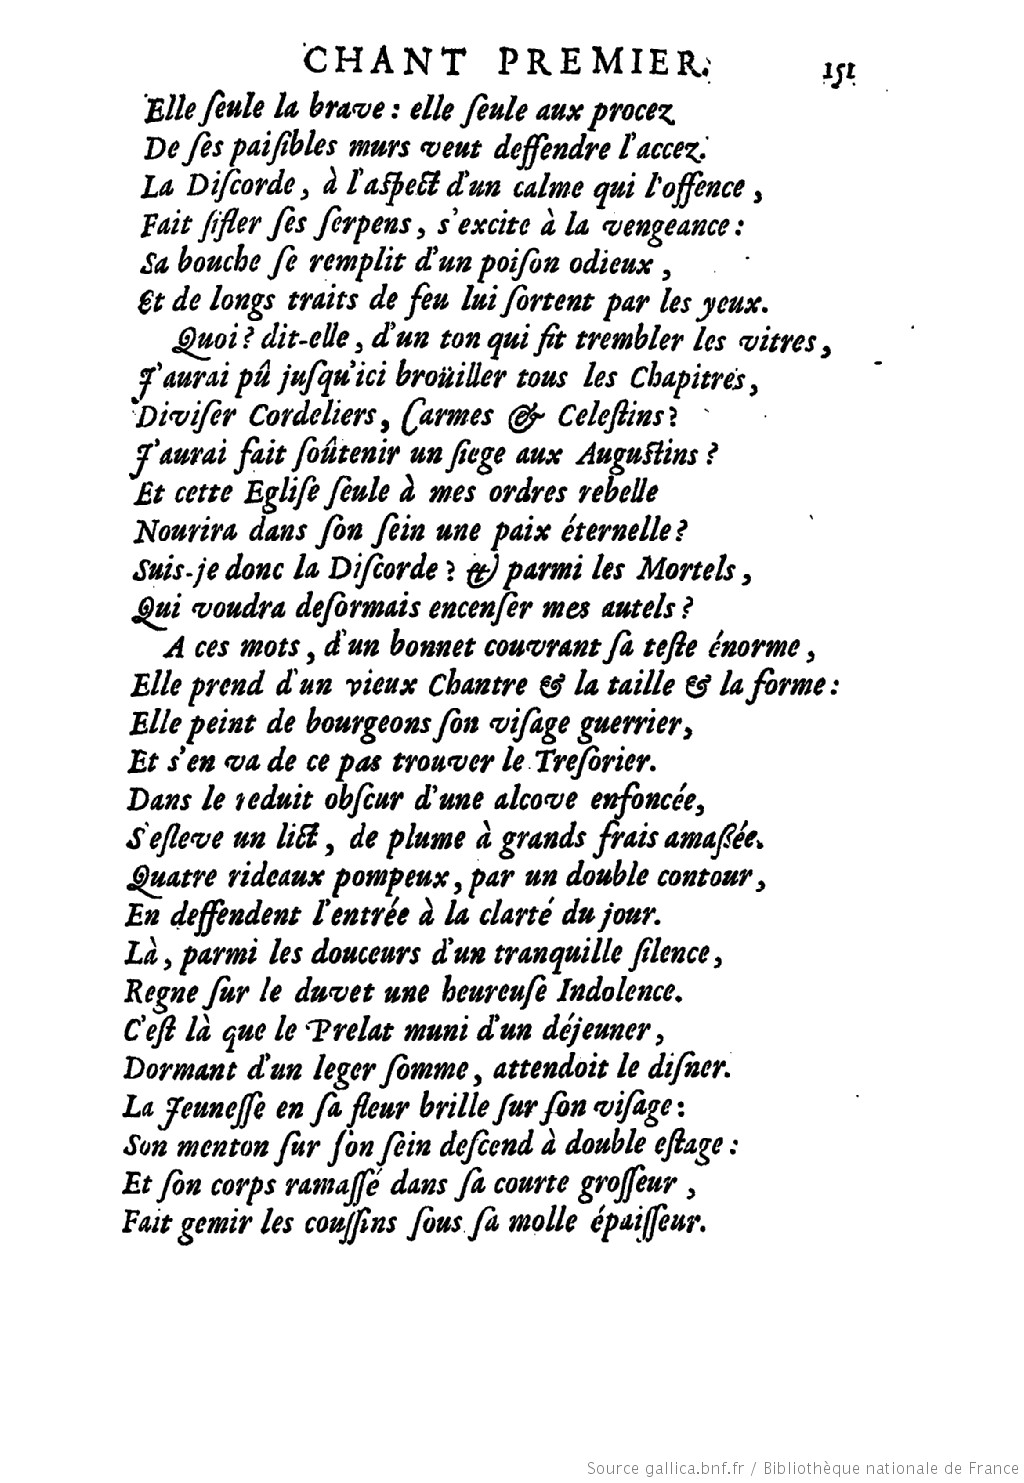 CHANT PREMIER. 151
Elle ſeule la brave : elle ſeule aux procez
De ſes paiſibles murs veut deffendre l'accez.
La Diſcorde, à l'aſpect d'un calme qui l'offence,
Fait ſifler ſes ſerpens, s'excite à la vengeance :
Sa bouche ſe remplit d'un poiſon odieux,
Et de longs traits de feu lui ſortent par les yeux.
Quoi ? dit-elle, d'un ton qui fit trembler les vitres,
J'aurai pû juſqu'ici broüiller tous les Chapitres,
Diviſer Cordeliers, Carmes & Celeſtins ?
J'aurai fait ſoûtenir un ſiege aux Auguſtins ?
Et cette Egliſe ſeule à mes ordres rebelle
Nourira dans ſon ſein une paix éternelle ?
Suis-je donc la Diſcorde ? & parmi les Mortels,
Qui voudra deſormais encenſer mes autels ?
A ces mots, d'un bonnet couvrant ſa teſte énorme,
Elle prend d'un vieux Chantre & la taille & la forme :
Elle peint de bourgeons ſon viſage guerrier,
Et s'en va de ce pas trouver le Treſorier.
Dans le reduit obſcur d'une alcove enfoncée,
S'eſleve un lict, de plume à grands frais amaſſée.
Quatre rideaux pompeux, par un double contour,
En deffendent l'entrée à la clarté du jour.
Là, parmi les douceurs d'un tranquille ſilence,
Regne ſur le duvet une heureuſe Indolence.
C'eſt là que le Prelat muni d'un déjeuner,
Dormant d'un leger ſomme, attendoit le diſner.
La Jeuneſſe en ſa fleur brille ſur ſon viſage :
Son menton ſur ſon ſein deſcend à double eſtage :
Et ſon corps ramaſſé dans ſa courte groſſeur,
Fait gemir les couſſins ſous ſa molle épaiſſeur.
Source gallica.bnf.fr / Bibliothèque nationale de France